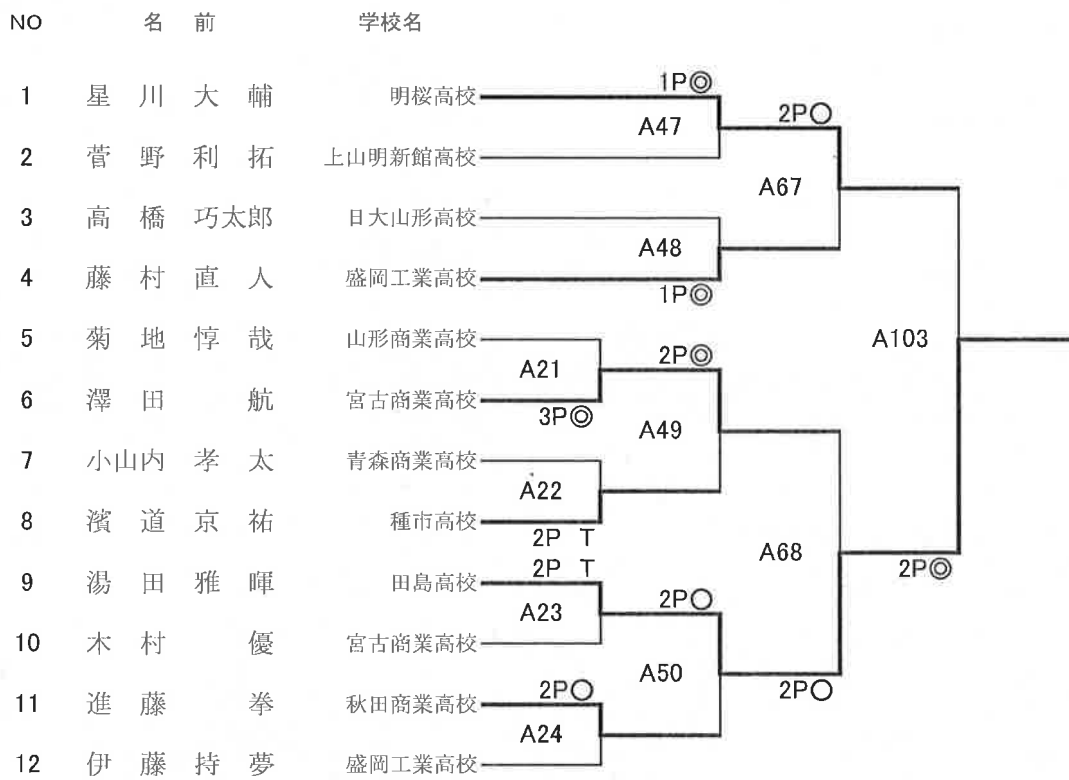 NO 名前 学校名
1P◎
1 星川大輔 明桜高校
2P○
A47
2 菅野利拓 上山明新館高校
A67
3 高橋巧太郎 日大山形高校
A48
4 藤村直人 盛岡工業高校
1P◎
5 菊地惇哉 山形商業高校
A103
2P◎
A21
6 澤田航 宮古商業高校
3P◎
A49
7 小山内孝太 青森商業高校
A22
8 濱道京祐 種市高校
2P T
A68
2P T
2P◎
9 湯田雅暉 田島高校
2P○
A23
10 木村優 宮古商業高校
A50
2P○
2P○
11 進藤拳 秋田商業高校
A24
12 伊藤持夢 盛岡工業高校